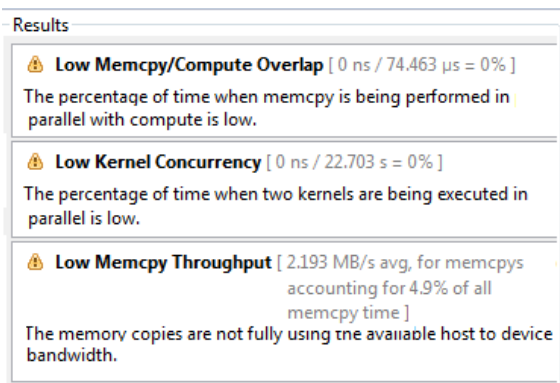 Results
Low Memcpy/Compute Overlap [ 0 ns / 74.463 µs = 0% ]
The percentage of time when memcpy is being performed in
parallel with compute is low.
Low Kernel Concurrency [ 0 ns / 22.703 s = 0% ]
The percentage of time when two kernels are being executed in
parallel is low.
Low Memcpy Throughput [ 2.193 MB/s avg, for memcpys
accounting for 4.9% of all
memcpy time ]
The memory copies are not fully using the available host to device
bandwidth.